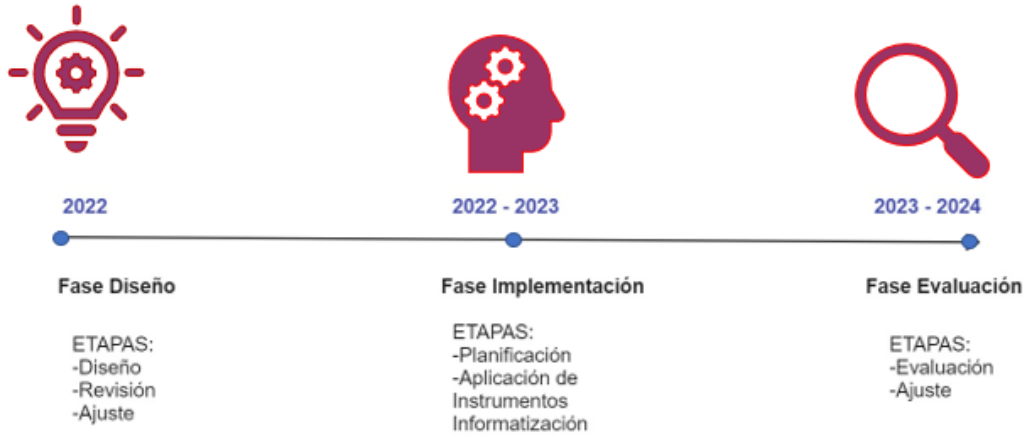 2022
Fase Diseño
ETAPAS:
-Diseño
-Revisión
-Ajuste
2022 - 2023
Fase Implementación
ETAPAS:
-Planificación
-Aplicación de
Instrumentos
Informatización
2023 - 2024
Fase Evaluación
ETAPAS:
-Evaluación
-Ajuste